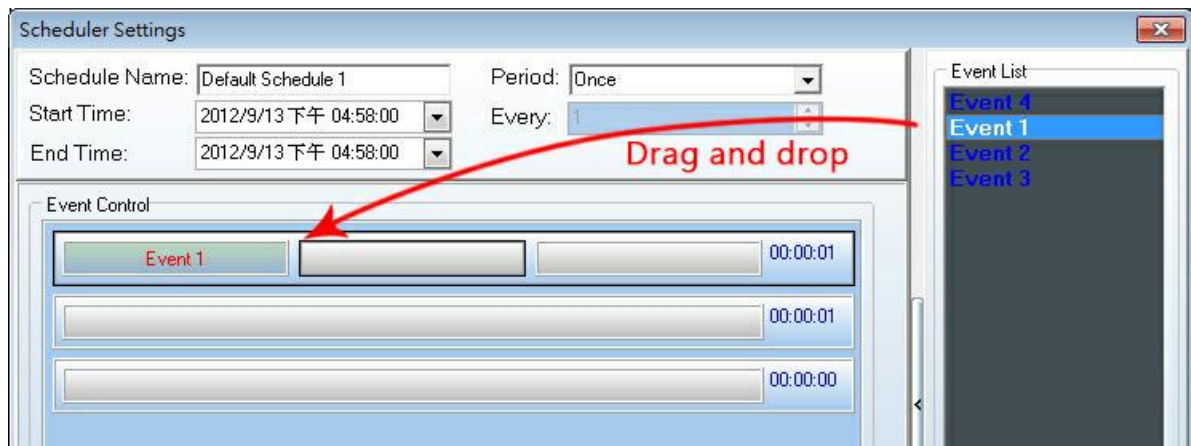 Scheduler Settings
Schedule Name: Default Schedule 1
Period: Once
Start Time: 2012/9/13 下午 04:58:00
Every: 1
End Time: 2012/9/13 下午 04:58:00
Drag and drop
Event Control
Event 1
00:00:01
00:00:01
00:00:00
Event List
Event 4
Event 1
Event 2
Event 3